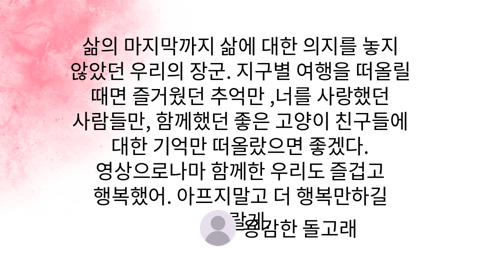 삶의 마지막까지 삶에 대한 의지를 놓지
않았던 우리의 장군. 지구별 여행을 떠올릴
때면 즐거웠던 추억만 ,너를 사랑했던
사람들만, 함께했던 좋은 고양이 친구들에
대한 기억만 떠올랐으면 좋겠다.
영상으로나마 함께한 우리도 즐겁고
행복했어. 아프지말고 더 행복만하길
용감한 돌고래